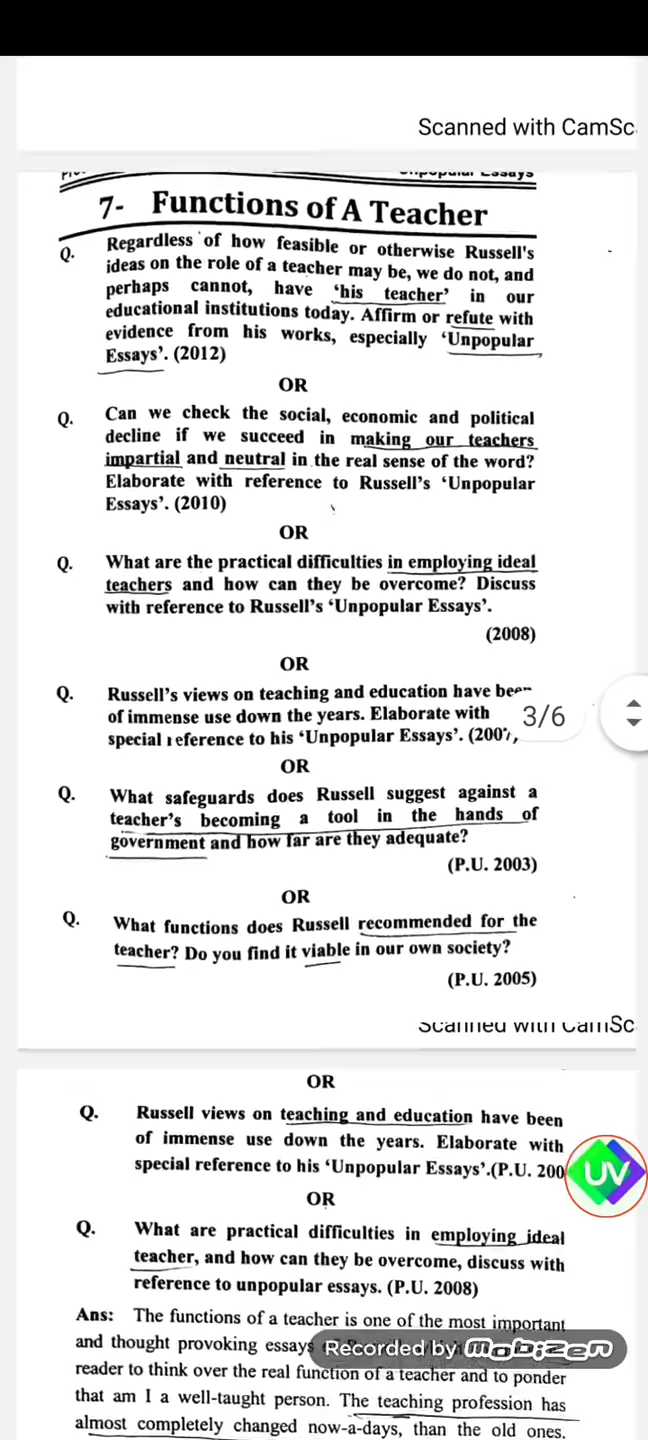 Scanned with CamSc
Unpopular Essays
7- Functions of A Teacher
Q. Regardless of how feasible or otherwise Russell's
ideas on the role of a teacher may be, we do not, and
perhaps cannot, have ‘his teacher’ in our
educational institutions today. Affirm or refute with
evidence from his works, especially ‘Unpopular
Essays’. (2012)
OR
Q. Can we check the social, economic and political
decline if we succeed in making our teachers
impartial and neutral in the real sense of the word?
Elaborate with reference to Russell’s ‘Unpopular
Essays’. (2010)
OR
Q. What are the practical difficulties in employing ideal
teachers and how can they be overcome? Discuss
with reference to Russell’s ‘Unpopular Essays’.
(2008)
OR
Q. Russell’s views on teaching and education have been
of immense use down the years. Elaborate with
special reference to his ‘Unpopular Essays’. (2007,
3/6
OR
Q. What safeguards does Russell suggest against a
teacher’s becoming a tool in the hands of
government and how far are they adequate?
(P.U. 2003)
OR
Q. What functions does Russell recommended for the
teacher? Do you find it viable in our own society?
(P.U. 2005)
Scanned with CamSc
OR
Q. Russell views on teaching and education have been
of immense use down the years. Elaborate with
special reference to his ‘Unpopular Essays’.(P.U. 200
UV
OR
Q. What are practical difficulties in employing ideal
teacher, and how can they be overcome, discuss with
reference to unpopular essays. (P.U. 2008)
Ans: The functions of a teacher is one of the most important
and thought provoking essays
Recorded by Mobizen
reader to think over the real function of a teacher and to ponder
that am I a well-taught person. The teaching profession has
almost completely changed now-a-days, than the old ones.